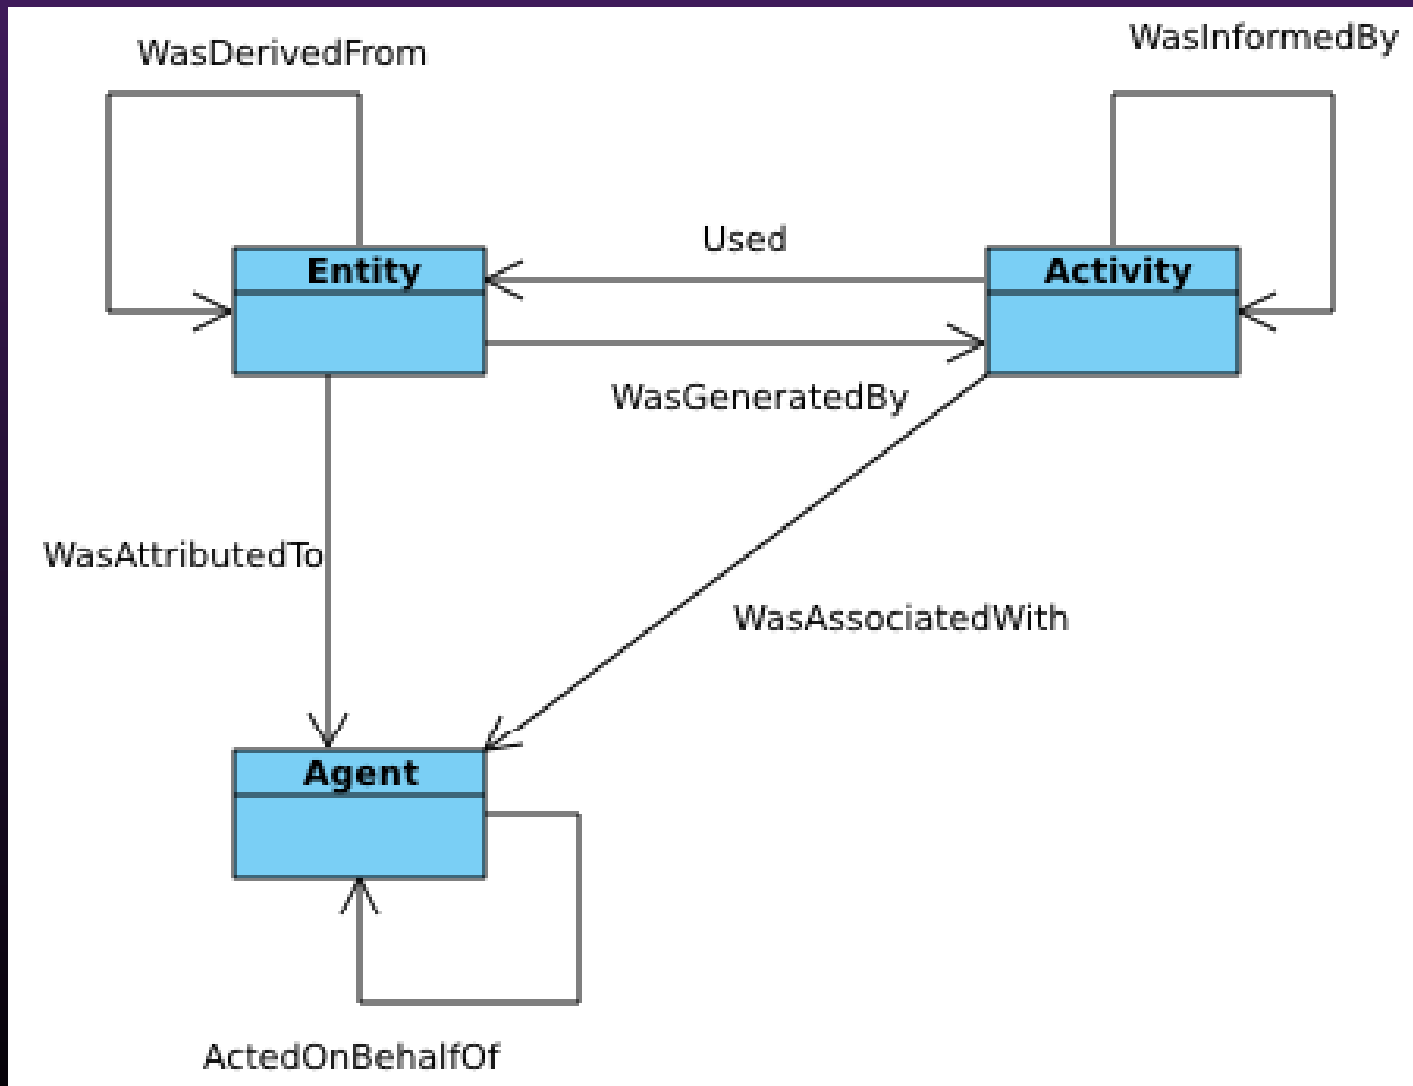 WasInformedBy
WasDerivedFrom
Used
Entity
Activity
WasGeneratedBy
WasAttributedTo
WasAssociatedWith
Agent
ActedOnBehalfOf